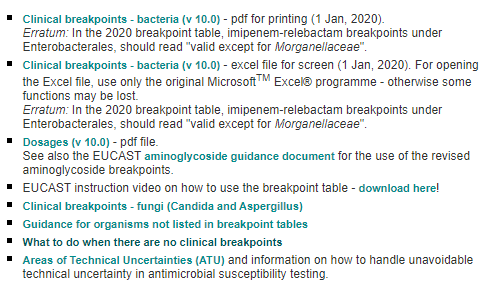 Clinical breakpoints - bacteria (v 10.0) - pdf for printing (1 Jan, 2020).
Erratum: In the 2020 breakpoint table, imipenem-relebactam breakpoints under
Enterobacterales, should read "valid except for Morganellaceae".
Clinical breakpoints - bacteria (v 10.0) - excel file for screen (1 Jan, 2020). For opening
the Excel file, use only the original Microsoft™ Excel® programme - otherwise some
functions may be lost.
Erratum: In the 2020 breakpoint table, imipenem-relebactam breakpoints under
Enterobacterales, should read "valid except for Morganellaceae".
Dosages (v 10.0) - pdf file.
See also the EUCAST aminoglycoside guidance document for the use of the revised
aminoglycoside breakpoints.
EUCAST instruction video on how to use the breakpoint table - download here!
Clinical breakpoints - fungi (Candida and Aspergillus)
Guidance for organisms not listed in breakpoint tables
What to do when there are no clinical breakpoints
Areas of Technical Uncertainties (ATU) and information on how to handle unavoidable
technical uncertainty in antimicrobial susceptibility testing.